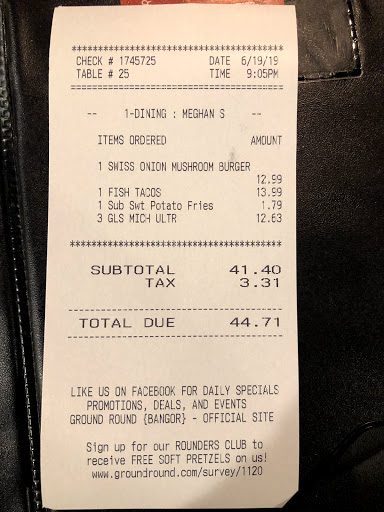 ****************************************
CHECK # 1745725 DATE 6/19/19
TABLE # 25 TIME 9:05PM
========================================
-- 1-DINING : MEGHAN S --
ITEMS ORDERED AMOUNT
1 SWISS ONION MUSHROOM BURGER
12.99
1 FISH TACOS 13.99
1 Sub Swt Potato Fries 1.79
3 GLS MICH ULTR 12.63
****************************************
SUBTOTAL 41.40
TAX 3.31
----------------------------------------
TOTAL DUE 44.71
----------------------------------------
LIKE US ON FACEBOOK FOR DAILY SPECIALS
PROMOTIONS, DEALS, AND EVENTS
GROUND ROUND {BANGOR} - OFFICIAL SITE
Sign up for our ROUNDERS CLUB to
receive FREE SOFT PRETZELS on us!
www.groundround.com/survey/1120